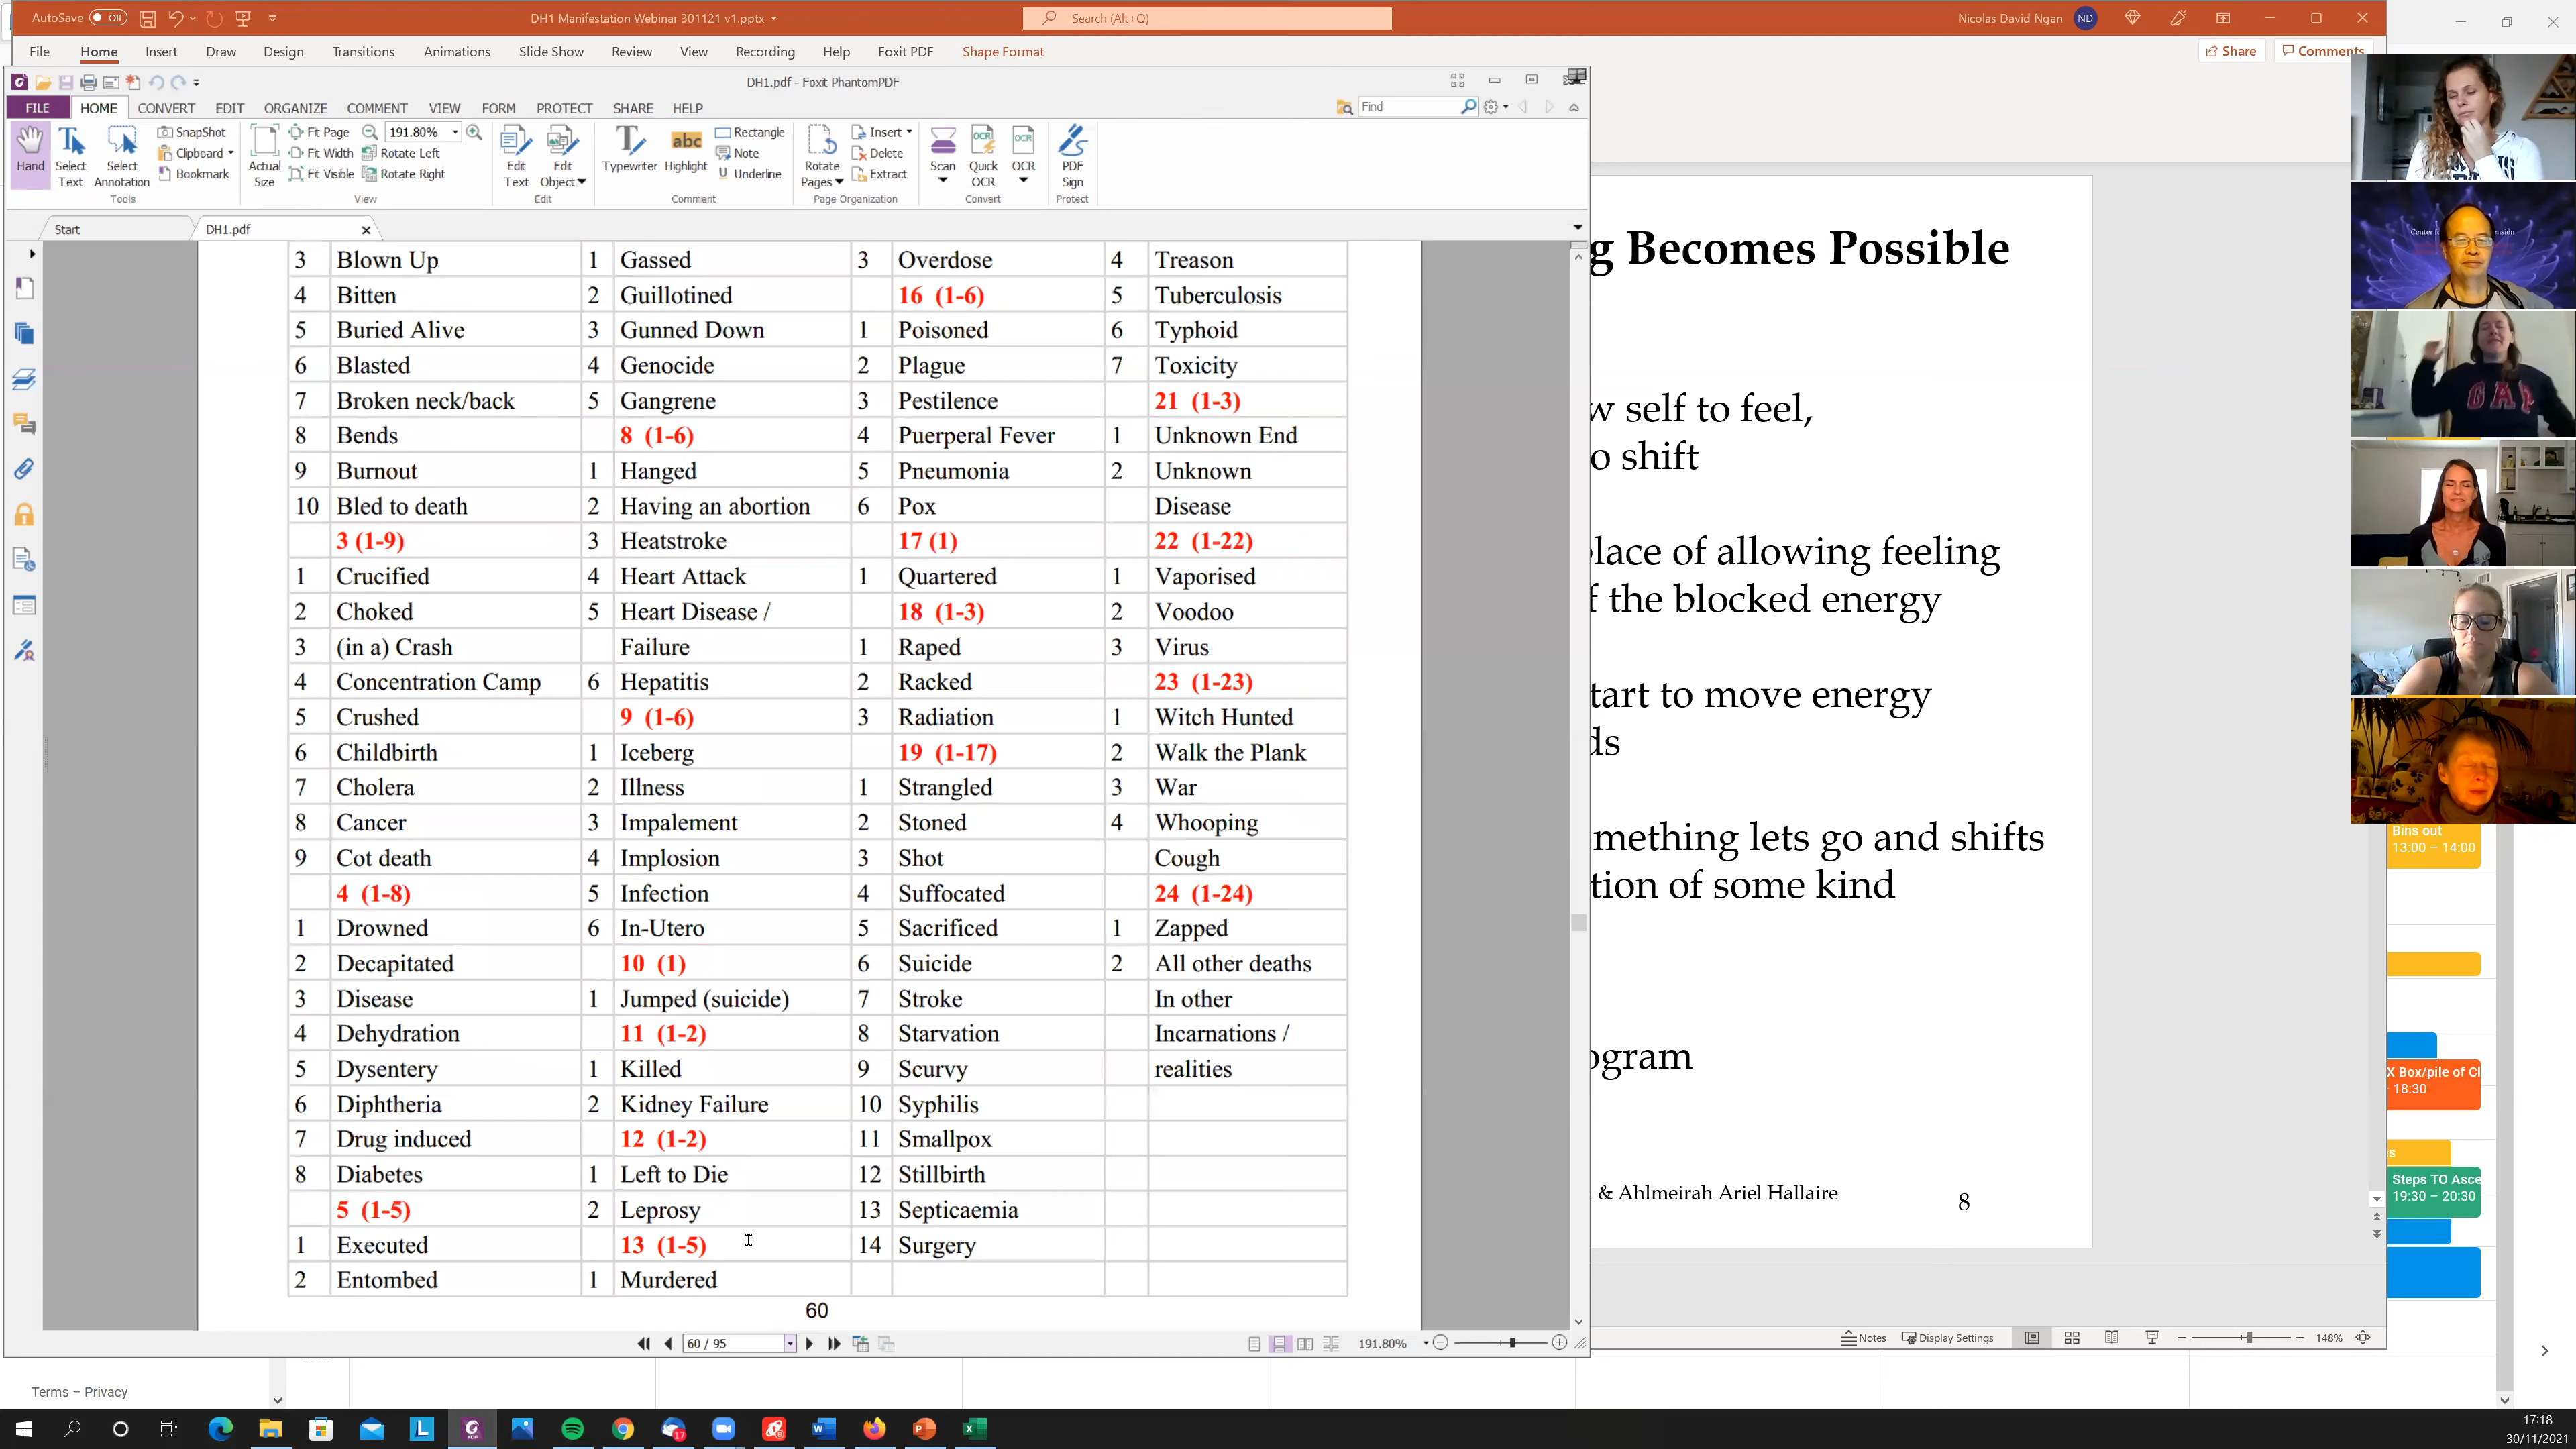 AutoSave Off
DH1 Manifestation Webinar 301121 v1.pptx
Search (Alt+Q)
Nicolas David Ngan ND
File Home Insert Draw Design Transitions Animations Slide Show Review View Recording Help Foxit PDF Shape Format
Share Comments
DH1.pdf - Foxit PhantomPDF
FILE HOME CONVERT EDIT ORGANIZE COMMENT VIEW FORM PROTECT SHARE HELP
Find
Hand
Select Text
Select Annotation
SnapShot
Clipboard
Bookmark
Tools
Actual Size
Fit Page
Fit Width
Fit Visible
191.80%
Rotate Left
Rotate Right
View
Edit Text
Edit Object
Edit
Typewriter
Highlight
Rectangle
Note
Underline
Comment
Rotate Pages
Insert
Delete
Extract
Page Organization
Scan
Quick OCR
OCR
Convert
PDF Sign
Protect
Start
DH1.pdf
3 Blown Up 1 Gassed 3 Overdose 4 Treason
4 Bitten 2 Guillotined 16 (1-6) 5 Tuberculosis
5 Buried Alive 3 Gunned Down 1 Poisoned 6 Typhoid
6 Blasted 4 Genocide 2 Plague 7 Toxicity
7 Broken neck/back 5 Gangrene 3 Pestilence 21 (1-3)
8 Bends 8 (1-6) 4 Puerperal Fever 1 Unknown End
9 Burnout 1 Hanged 5 Pneumonia 2 Unknown
10 Bled to death 2 Having an abortion 6 Pox Disease
3 (1-9) 3 Heatstroke 17 (1) 22 (1-22)
1 Crucified 4 Heart Attack 1 Quartered 1 Vaporised
2 Choked 5 Heart Disease / 18 (1-3) 2 Voodoo
3 (in a) Crash Failure 1 Raped 3 Virus
4 Concentration Camp 6 Hepatitis 2 Racked 23 (1-23)
5 Crushed 9 (1-6) 3 Radiation 1 Witch Hunted
6 Childbirth 1 Iceberg 19 (1-17) 2 Walk the Plank
7 Cholera 2 Illness 1 Strangled 3 War
8 Cancer 3 Impalement 2 Stoned 4 Whooping
9 Cot death 4 Implosion 3 Shot Cough
4 (1-8) 5 Infection 4 Suffocated 24 (1-24)
1 Drowned 6 In-Utero 5 Sacrificed 1 Zapped
2 Decapitated 10 (1) 6 Suicide 2 All other deaths
3 Disease 1 Jumped (suicide) 7 Stroke In other
4 Dehydration 11 (1-2) 8 Starvation Incarnations /
5 Dysentery 1 Killed 9 Scurvy realities
6 Diphtheria 2 Kidney Failure 10 Syphilis
7 Drug induced 12 (1-2) 11 Smallpox
8 Diabetes 1 Left to Die 12 Stillbirth
5 (1-5) 2 Leprosy 13 Septicaemia
1 Executed 13 (1-5) 14 Surgery
2 Entombed 1 Murdered
60
60 / 95
191.80%
g Becomes Possible
w self to feel,
o shift
lace of allowing feeling
f the blocked energy
tart to move energy
ds
mething lets go and shifts
tion of some kind
ogram
& Ahlmeirah Ariel Hallaire
8
Notes Display Settings 148%
GAP
Bins out
13:00 – 14:00
X Box/pile of Cl
18:30
s
Steps TO Asce
19:30 – 20:30
Terms – Privacy
17
17:18
30/11/2021